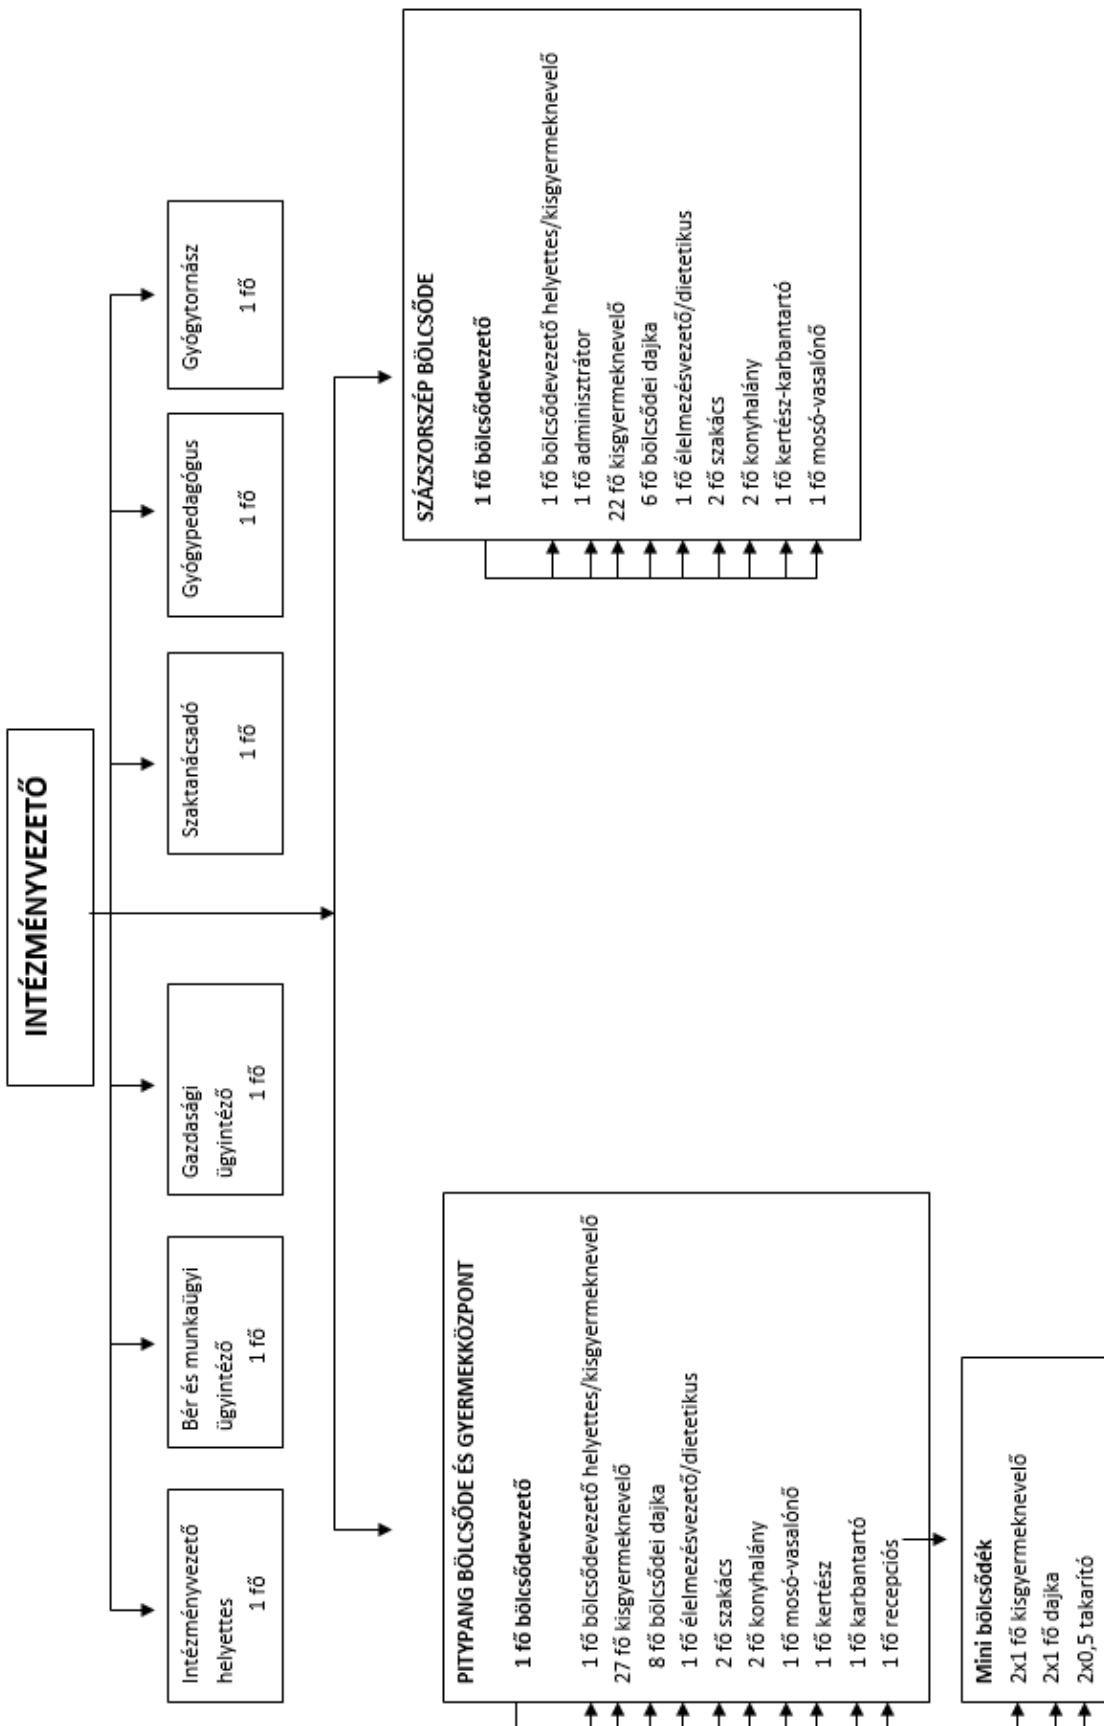 INTÉZMÉNYVEZETŐ
Intézményvezető
helyettes
1 fő
Bér és munkaügyi
ügyintéző
1 fő
Gazdasági
ügyintéző
1 fő
Szaktanácsadó
1 fő
Gyógypedagógus
1 fő
Gyógytornász
1 fő
PITYPANG BÖLCSŐDE ÉS GYERMEKKÖZPONT
1 fő bölcsődevezető
1 fő bölcsődevezető helyettes/kisgyermeknevelő
27 fő kisgyermeknevelő
8 fő bölcsődei dajka
1 fő élelmezésvezető/dietetikus
2 fő szakács
2 fő konyhalány
1 fő mosó-vasalónő
1 fő kertész
1 fő karbantartó
1 fő recepciós
Mini bölcsődék
2x1 fő kisgyermeknevelő
2x1 fő dajka
2x0,5 takarító
SZÁZSZORSZÉP BÖLCSŐDE
1 fő bölcsődevezető
1 fő bölcsődevezető helyettes/kisgyermeknevelő
1 fő adminisztrátor
22 fő kisgyermeknevelő
6 fő bölcsődei dajka
1 fő élelmezésvezető/dietetikus
2 fő szakács
2 fő konyhalány
1 fő kertész-karbantartó
1 fő mosó-vasalónő